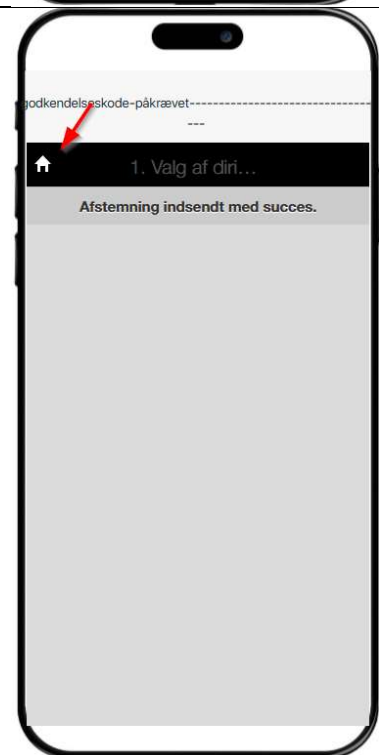 godkendelseskode-påkrævet---------------------------
---
1. Valg af diri...
Afstemning indsendt med succes.